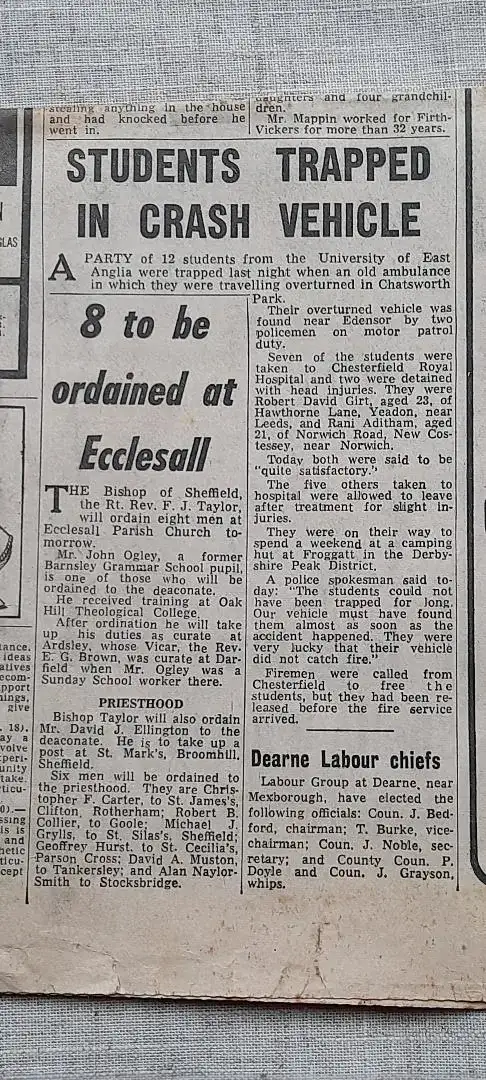 stealing anything in the house
and had knocked before he
went in.
daughters and four grandchil-
dren.
Mr. Mappin worked for Firth-
Vickers for more than 32 years.
STUDENTS TRAPPED
IN CRASH VEHICLE
A PARTY of 12 students from the University of East
Anglia were trapped last night when an old ambulance
in which they were travelling overturned in Chatsworth
Park.
Their overturned vehicle was
found near Edensor by two
policemen on motor patrol
duty.
Seven of the students were
taken to Chesterfield Royal
Hospital and two were detained
with head injuries. They were
Robert David Girt, aged 23, of
Hawthorne Lane, Yeadon, near
Leeds, and Rani Aditham, aged
21, of Norwich Road, New Cos-
tessey, near Norwich.
Today both were said to be
"quite satisfactory."
The five others taken to
hospital were allowed to leave
after treatment for slight in-
juries.
They were on their way to
spend a weekend at a camping
hut at Froggatt in the Derby-
shire Peak District.
A police spokesman said to-
day: "The students could not
have been trapped for long.
Our vehicle must have found
them almost as soon as the
accident happened. They were
very lucky that their vehicle
did not catch fire."
Firemen were called from
Chesterfield to free the
students, but they had been re-
leased before the fire service
arrived.
8 to be
ordained at
Ecclesall
THE Bishop of Sheffield,
the Rt. Rev. F. J. Taylor,
will ordain eight men at
Ecclesall Parish Church to-
morrow.
Mr. John Ogley, a former
Barnsley Grammar School pupil,
is one of those who will be
ordained to the deaconate.
He received training at Oak
Hill Theological College.
After ordination he will take
up his duties as curate at
Ardsley, whose Vicar, the Rev.
E. G. Brown, was curate at Dar-
field when Mr. Ogley was a
Sunday School worker there.
PRIESTHOOD
Bishop Taylor will also ordain
Mr. David J. Ellington to the
deaconate. He is to take up a
post at St. Mark's, Broomhill,
Sheffield.
Six men will be ordained to
the priesthood. They are Chris-
topher F. Carter, to St. James's,
Clifton, Rotherham; Robert B.
Collier, to Goole; Michael J.
Grylls, to St. Silas's, Sheffield;
Geoffrey Hurst, to St. Cecilia's,
Parson Cross; David A. Muston,
to Tankersley; and Alan Naylor-
Smith to Stocksbridge.
Dearne Labour chiefs
Labour Group at Dearne, near
Mexborough, have elected the
following officials: Coun. J. Bed-
ford, chairman; T. Burke, vice-
chairman; Coun. J. Noble, sec-
retary; and County Coun. P.
Doyle and Coun. J. Grayson,
whips.